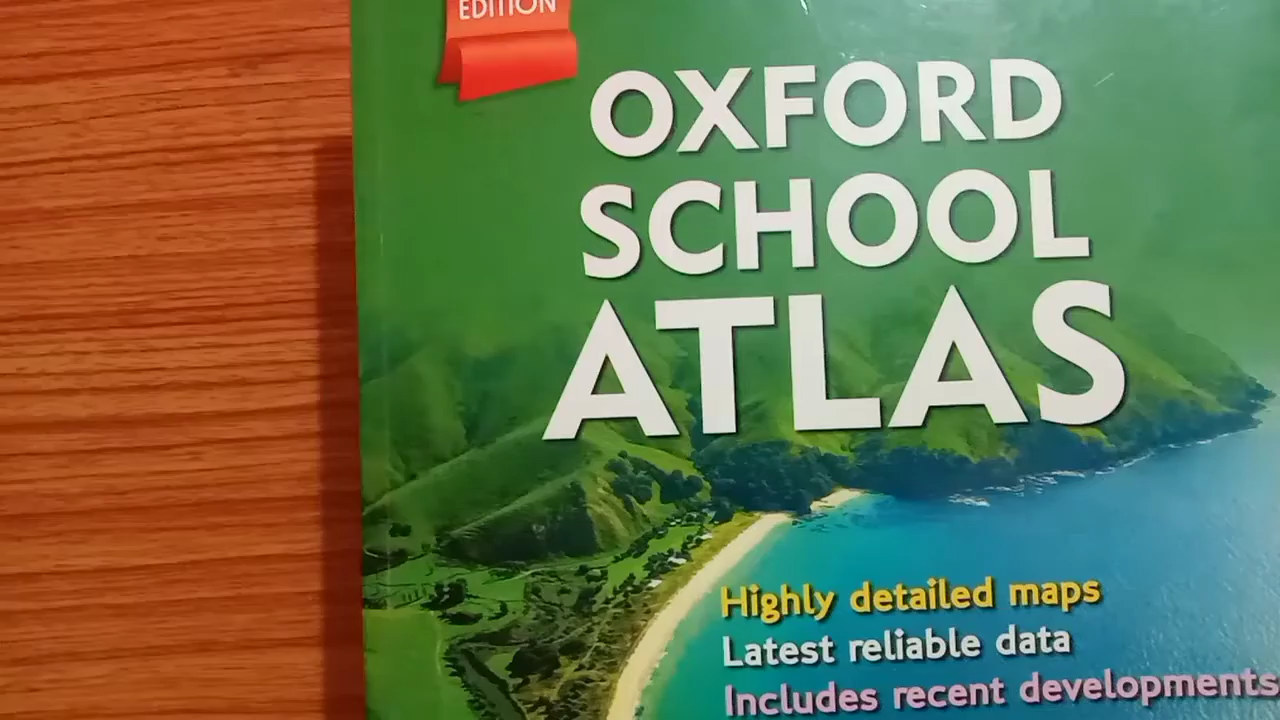 EDITION
OXFORD
SCHOOL
ATLAS
Highly detailed maps
Latest reliable data
Includes recent developments